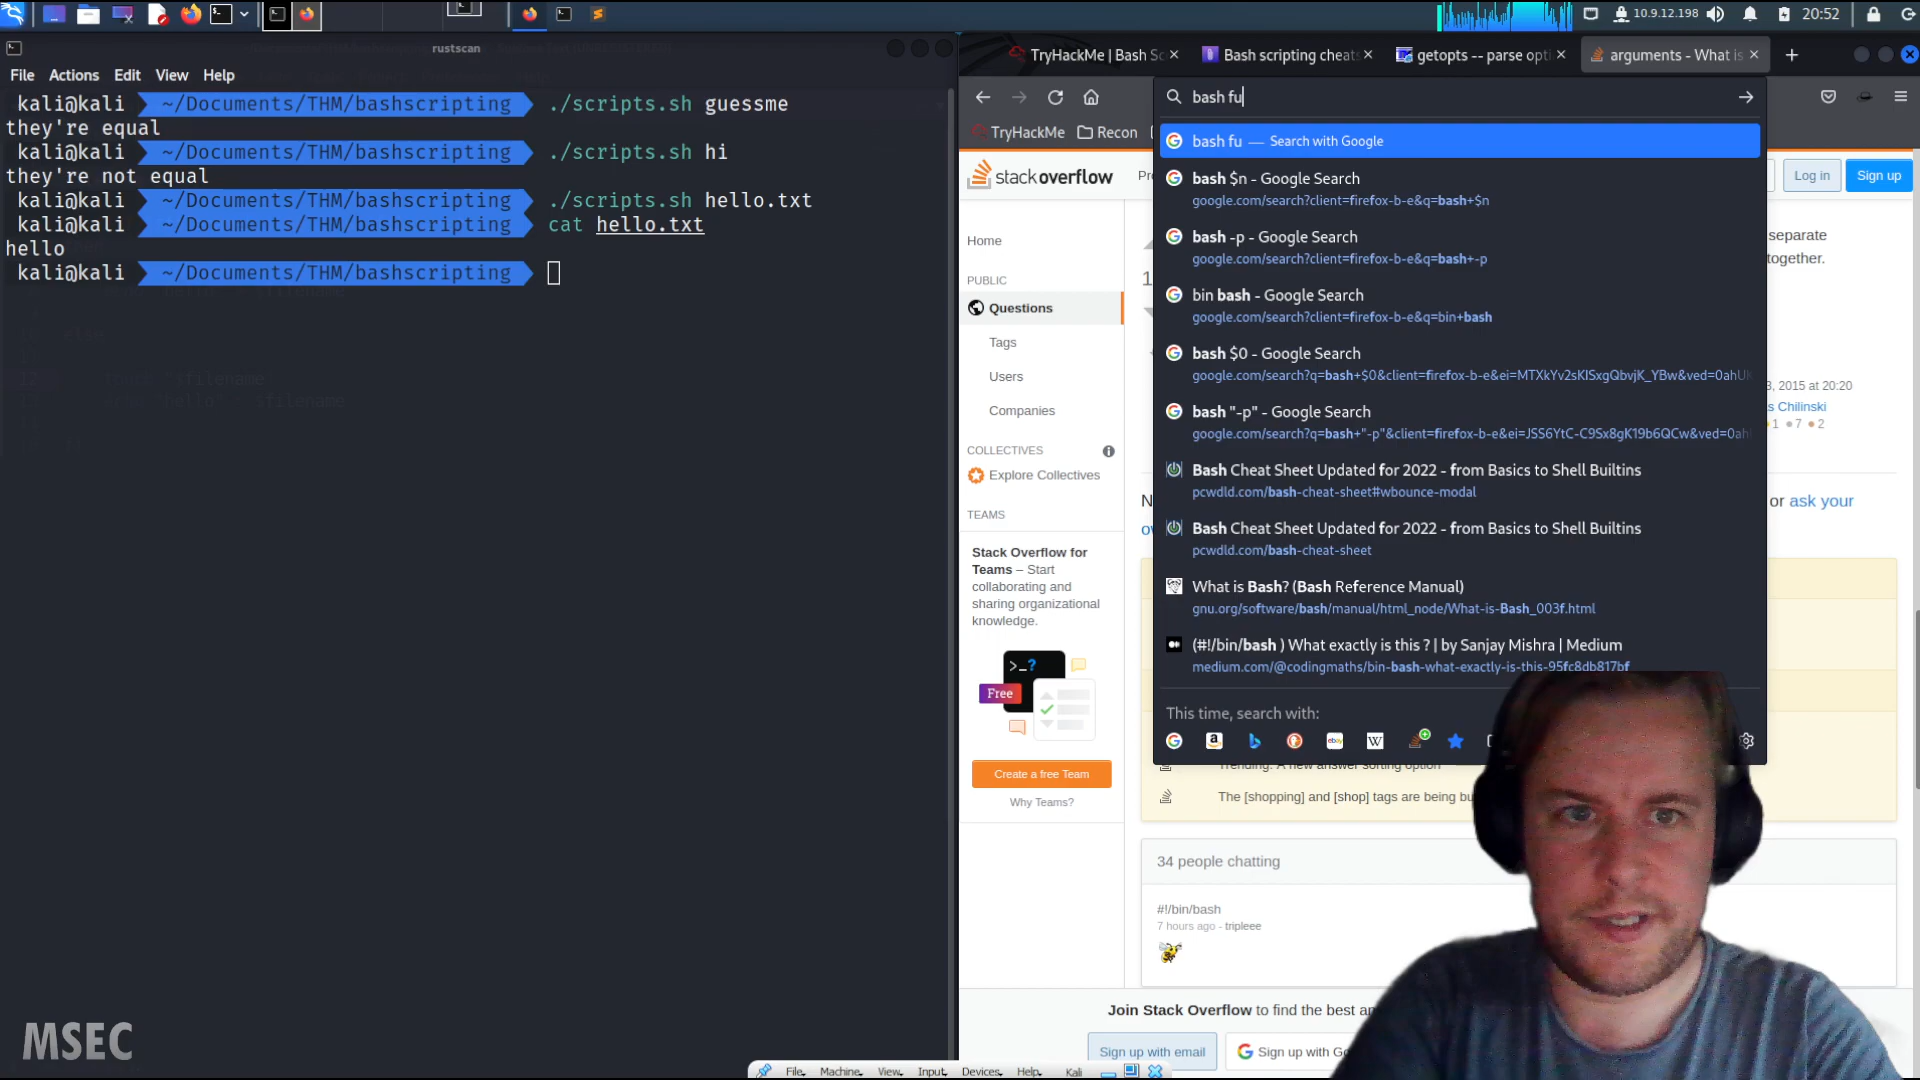 10.9.12.198
20:52
rustscan
File Actions Edit View Help
kali@kali ~/Documents/THM/bashscripting ./scripts.sh guessme
they're equal
kali@kali ~/Documents/THM/bashscripting ./scripts.sh hi
they're not equal
kali@kali ~/Documents/THM/bashscripting ./scripts.sh hello.txt
kali@kali ~/Documents/THM/bashscripting cat hello.txt
hello
kali@kali ~/Documents/THM/bashscripting
else
MSEC
TryHackMe | Bash Sc
Bash scripting cheats
getopts -- parse opti
arguments - What is
bash fu
TryHackMe
Recon
bash fu — Search with Google
bash $n - Google Search
google.com/search?client=firefox-b-e&q=bash+$n
bash -p - Google Search
google.com/search?client=firefox-b-e&q=bash+-p
bin bash - Google Search
google.com/search?client=firefox-b-e&q=bin+bash
bash $0 - Google Search
bash "-p" - Google Search
Bash Cheat Sheet Updated for 2022 - from Basics to Shell Builtins
pcwdld.com/bash-cheat-sheet#wbounce-modal
Bash Cheat Sheet Updated for 2022 - from Basics to Shell Builtins
pcwdld.com/bash-cheat-sheet
What is Bash? (Bash Reference Manual)
gnu.org/software/bash/manual/html_node/What-is-Bash_003f.html
(#!/bin/bash ) What exactly is this ? | by Sanjay Mishra | Medium
medium.com/@codingmaths/bin-bash-what-exactly-is-this-95fc8db817bf
This time, search with:
stackoverflow
Log in
Sign up
Home
PUBLIC
Questions
Tags
Users
Companies
COLLECTIVES
Explore Collectives
TEAMS
Stack Overflow for
Teams – Start
collaborating and
sharing organizational
knowledge.
>_?
Free
Create a free Team
Why Teams?
separate
together.
3, 2015 at 20:20
s Chilinski
1 7 2
or ask your
The [shopping] and [shop] tags are being bu
34 people chatting
#!/bin/bash
7 hours ago - tripleee
Join Stack Overflow to find the best an
Sign up with email
Sign up with Go
File Machine View Input Devices Help Kali